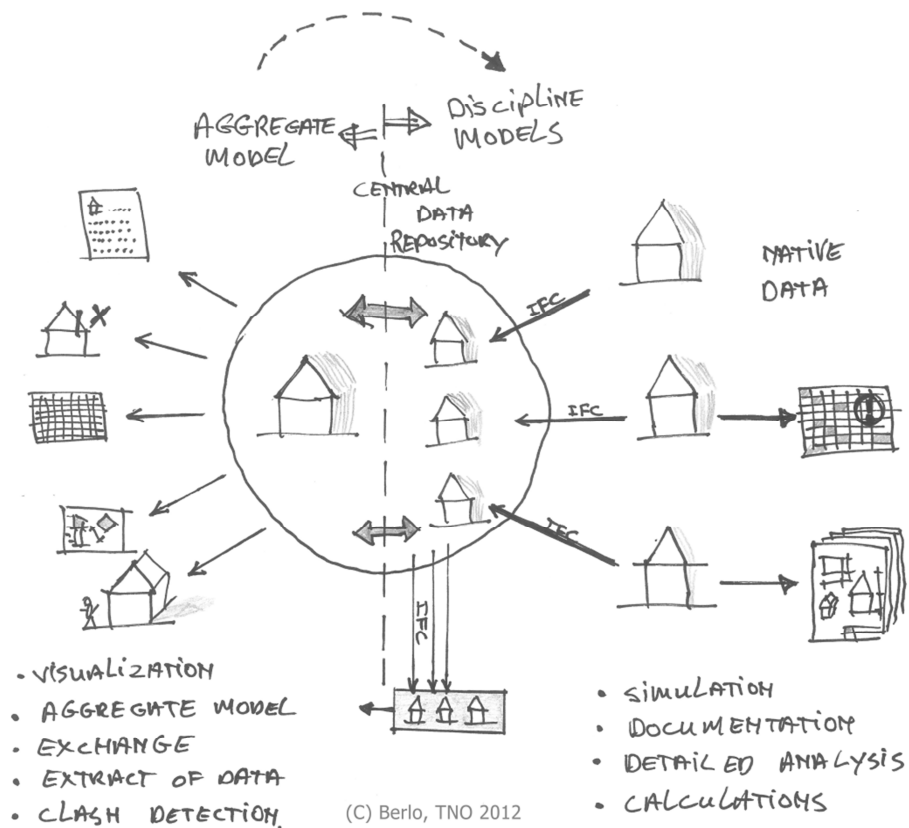 AGGREGATE
MODEL
DISCIPLINE
MODELS
CENTRAL
DATA
REPOSITORY
NATIVE
DATA
IFC
IFC
IFC
IFC
• VISUALIZATION
• AGGREGATE MODEL
• EXCHANGE
• EXTRACT OF DATA
• CLASH DETECTION
• SIMULATION
• DOCUMENTATION
• DETAILED ANALYSIS
• CALCULATIONS
(C) Berlo, TNO 2012